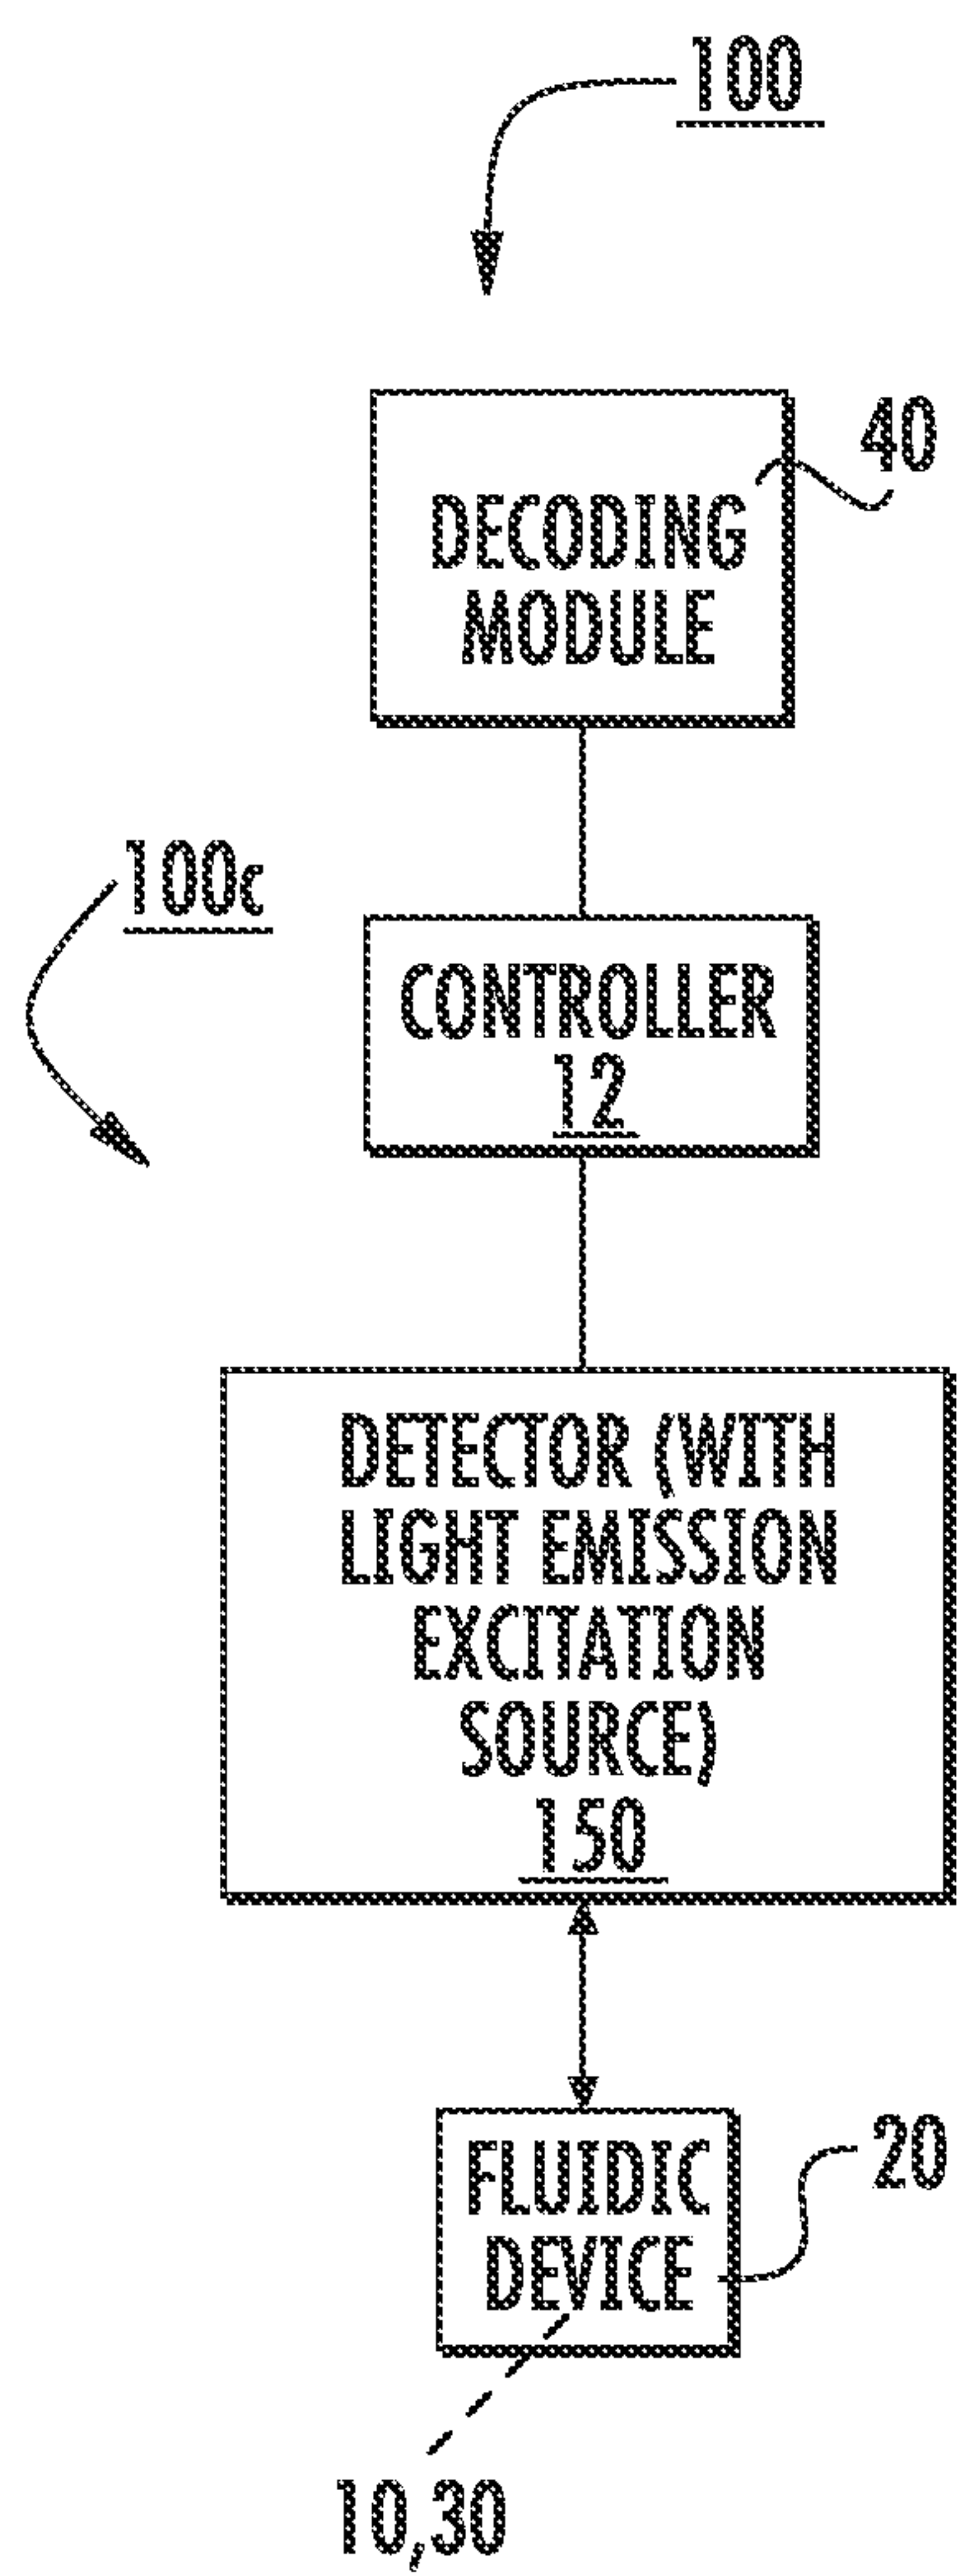 100
40
DECODING
MODULE
100c
CONTROLLER
12
DETECTOR (WITH
LIGHT EMISSION
EXCITATION
SOURCE)
150
20
FLUIDIC
DEVICE
10,30